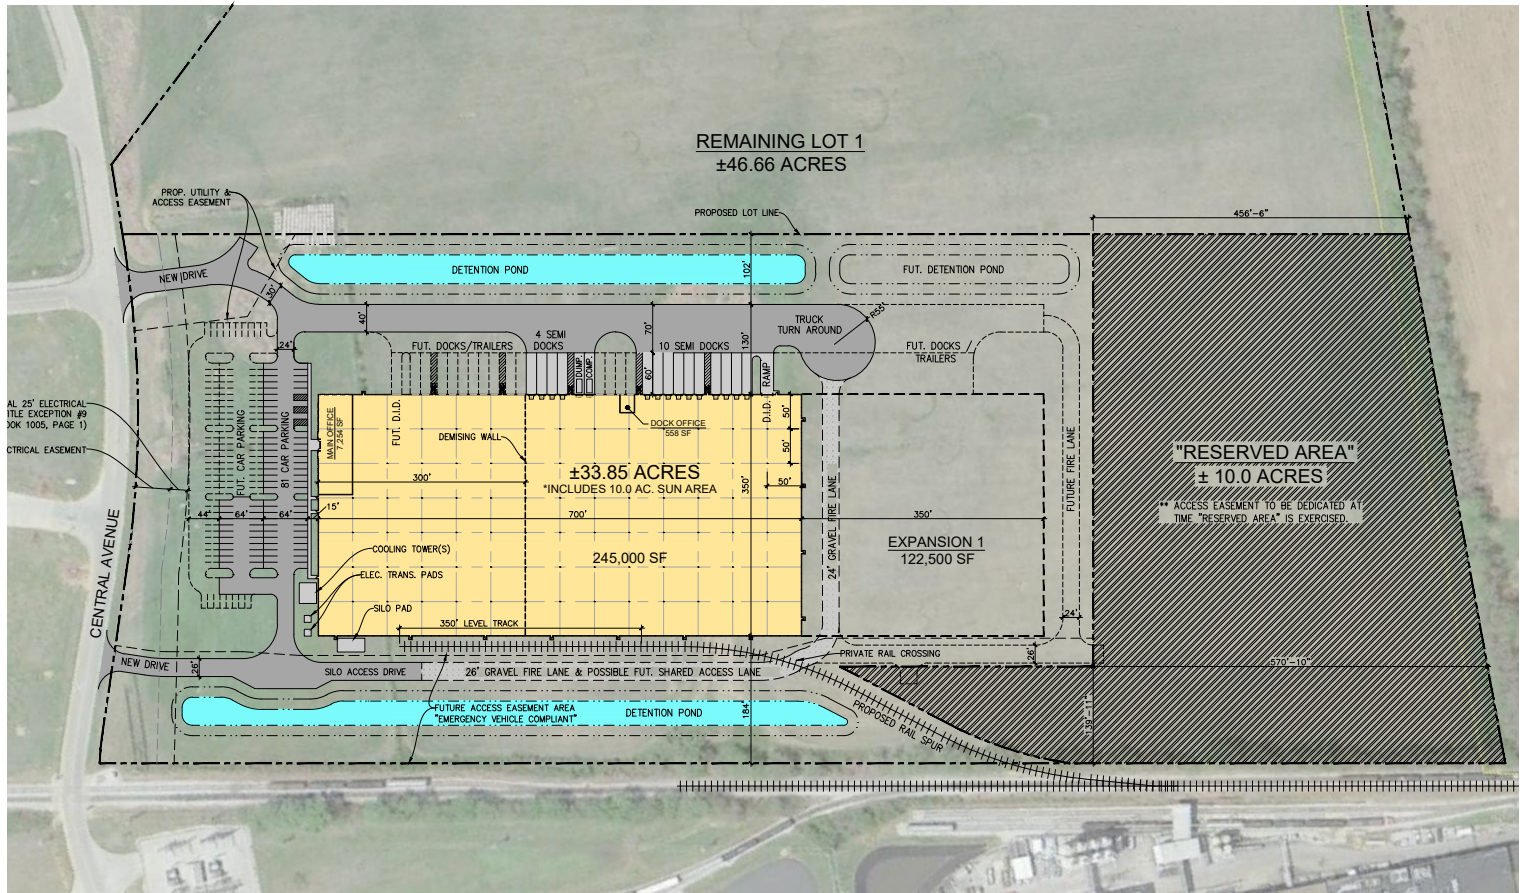 REMAINING LOT 1
±46.66 ACRES
PROP. UTILITY &
ACCESS EASEMENT
PROPOSED LOT LINE
456'-6"
NEW DRIVE
DETENTION POND
102'
FUT. DETENTION POND
30'
40'
70'
130'
TRUCK
TURN AROUND
R55'
24'
FUT. DOCKS/TRAILERS
4 SEMI
DOCKS
10 SEMI DOCKS
FUT. DOCKS/
TRAILERS
DUMP.
COMP.
60'
RAMP
D.I.D.
AL 25' ELECTRICAL
ITLE EXCEPTION #9
OOK 1005, PAGE 1)
CTRICAL EASEMENT
FUT. CAR PARKING
81 CAR PARKING
MAIN OFFICE
7,254 SF
FUT. D.I.D.
DEMISING WALL
DOCK OFFICE
558 SF
50'
50'
50'
300'
±33.85 ACRES
*INCLUDES 10.0 AC. SUN AREA
350'
24' GRAVEL FIRE LANE
FUTURE FIRE LANE
"RESERVED AREA"
± 10.0 ACRES
** ACCESS EASEMENT TO BE DEDICATED AT
TIME "RESERVED AREA" IS EXERCISED.
44'
64'
64'
15'
700'
350'
CENTRAL AVENUE
COOLING TOWER(S)
ELEC. TRANS. PADS
SILO PAD
245,000 SF
EXPANSION 1
122,500 SF
350' LEVEL TRACK
24'
NEW DRIVE
26'
SILO ACCESS DRIVE
26' GRAVEL FIRE LANE & POSSIBLE FUT. SHARED ACCESS LANE
PRIVATE RAIL CROSSING
26'
570'-10"
FUTURE ACCESS EASEMENT AREA
"EMERGENCY VEHICLE COMPLIANT"
DETENTION POND
184'
PROPOSED RAIL SPUR
139'-11"